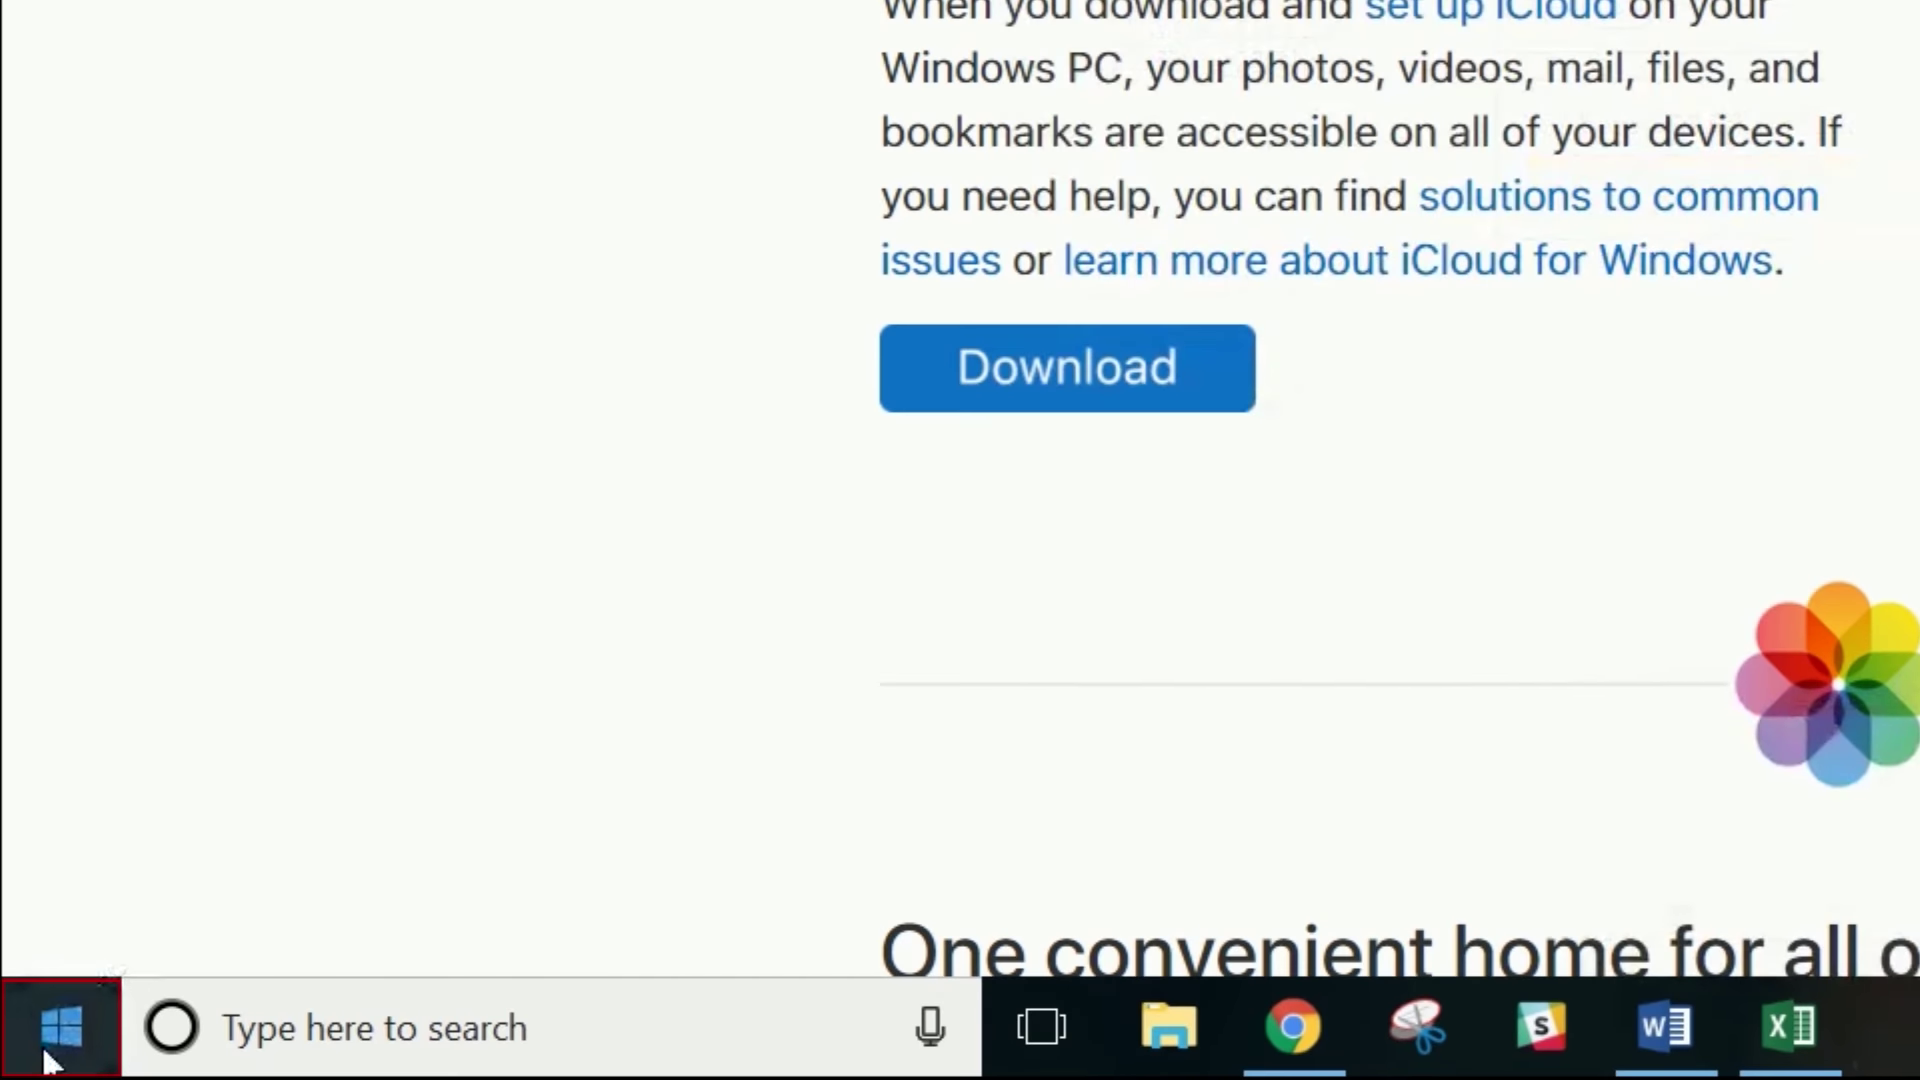 When you download and set up iCloud on your
Windows PC, your photos, videos, mail, files, and
bookmarks are accessible on all of your devices. If
you need help, you can find solutions to common
issues or learn more about iCloud for Windows.
Download
One convenient home for all o
Type here to search
S
W
X